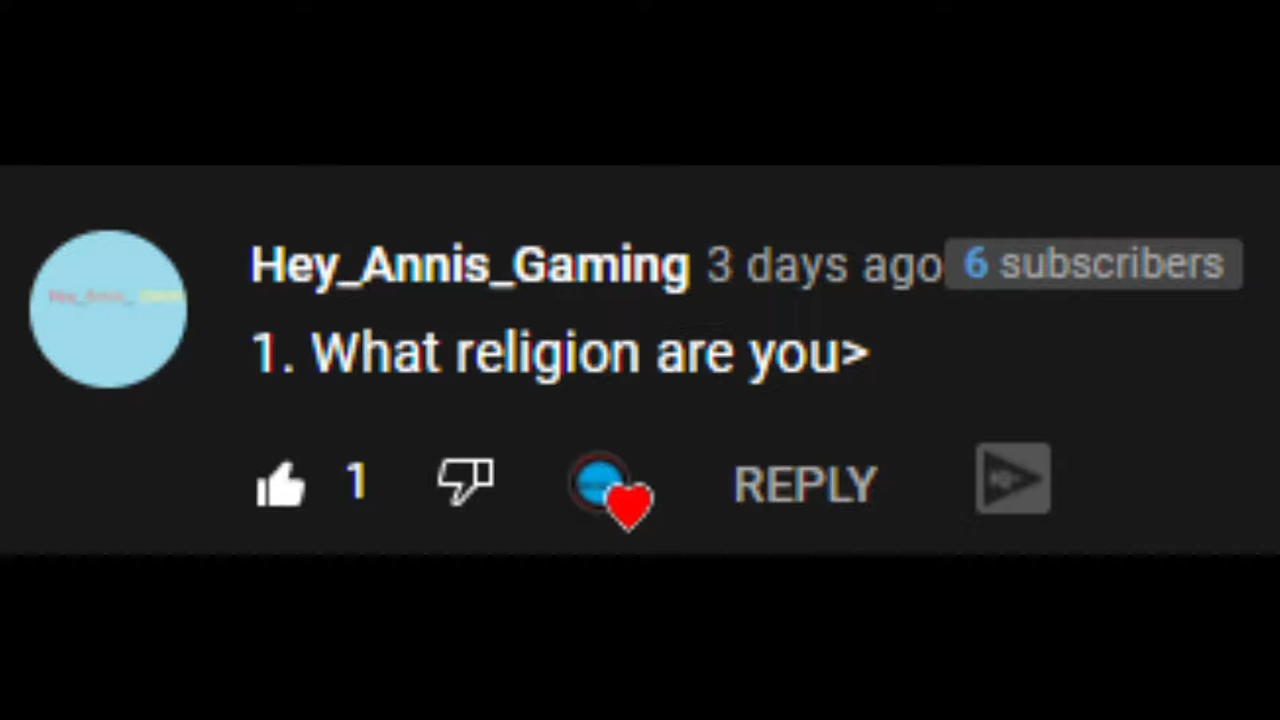 Hey_Annis_Gaming 3 days ago 6 subscribers
1. What religion are you>
1 REPLY